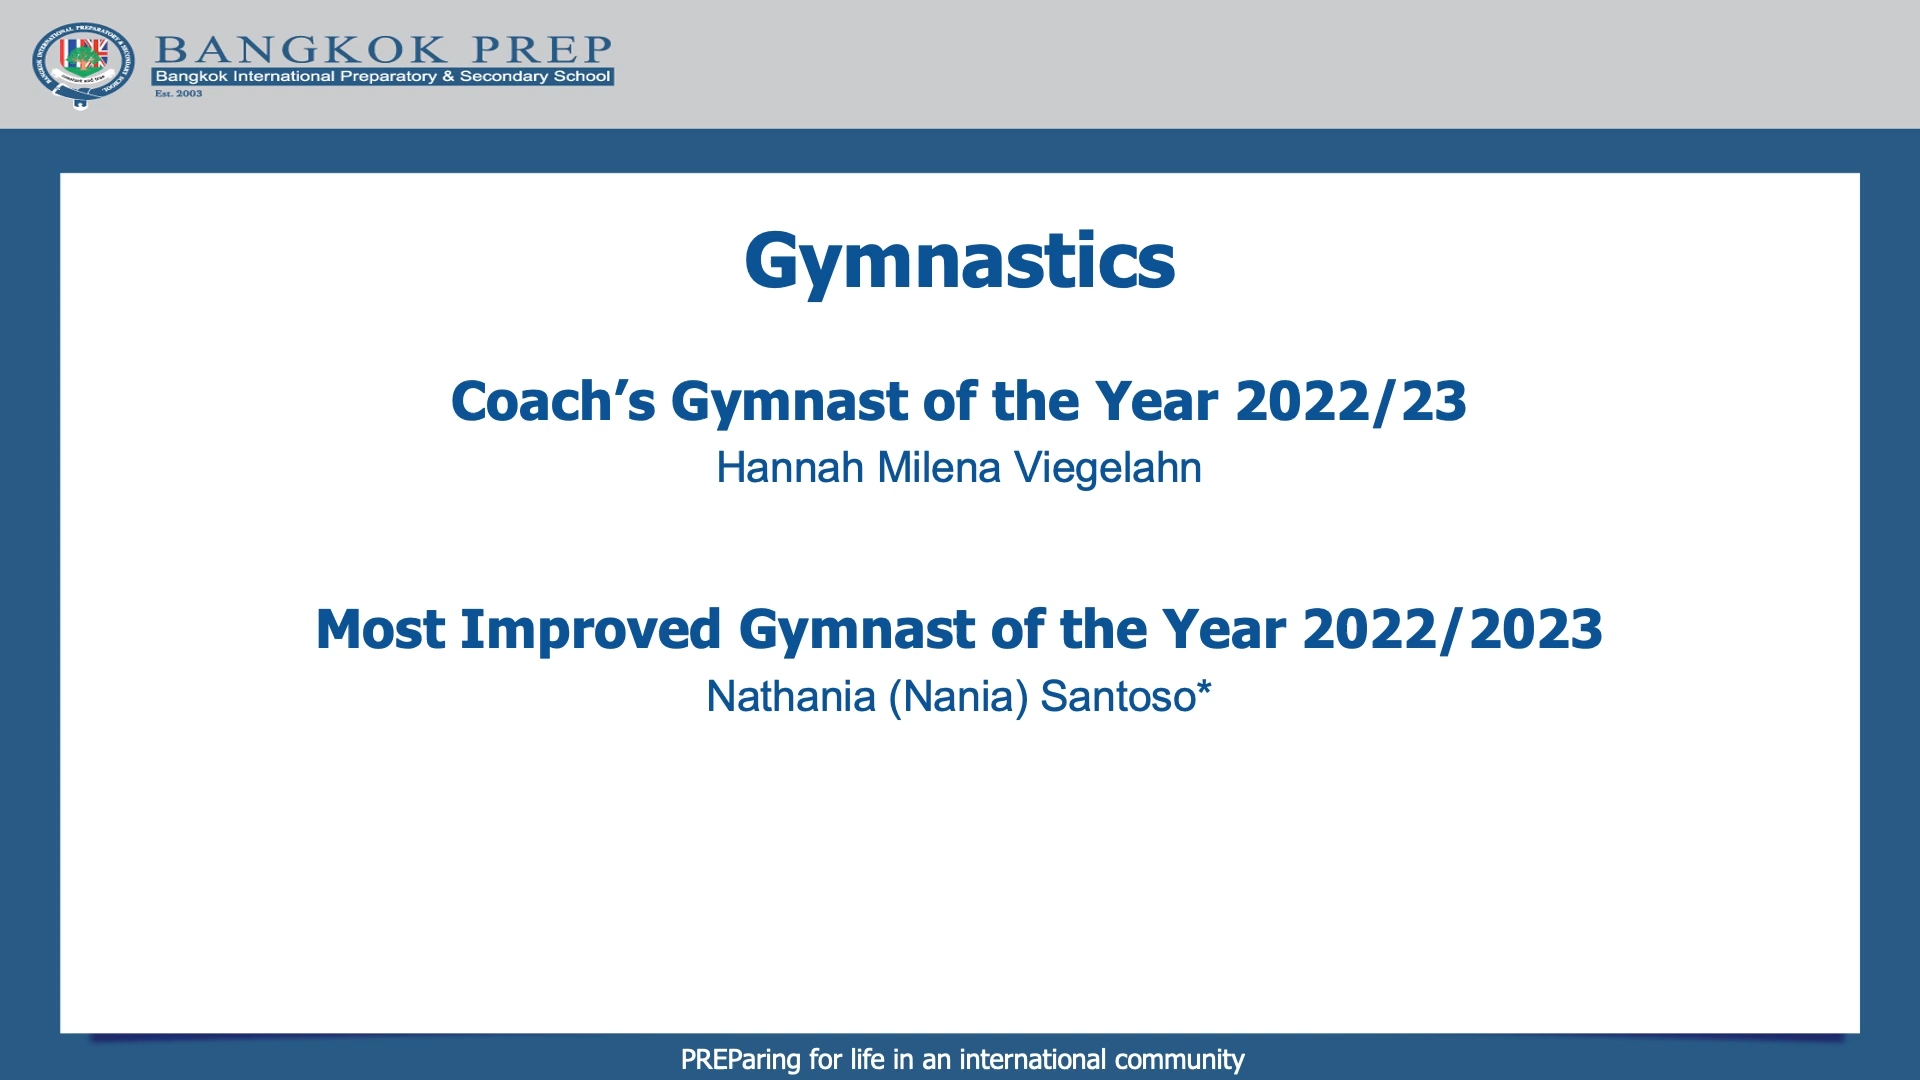 BANGKOK PREP
Bangkok International Preparatory & Secondary School
Est. 2003
Gymnastics
Coach’s Gymnast of the Year 2022/23
Hannah Milena Viegelahn
Most Improved Gymnast of the Year 2022/2023
Nathania (Nania) Santoso*
PREParing for life in an international community